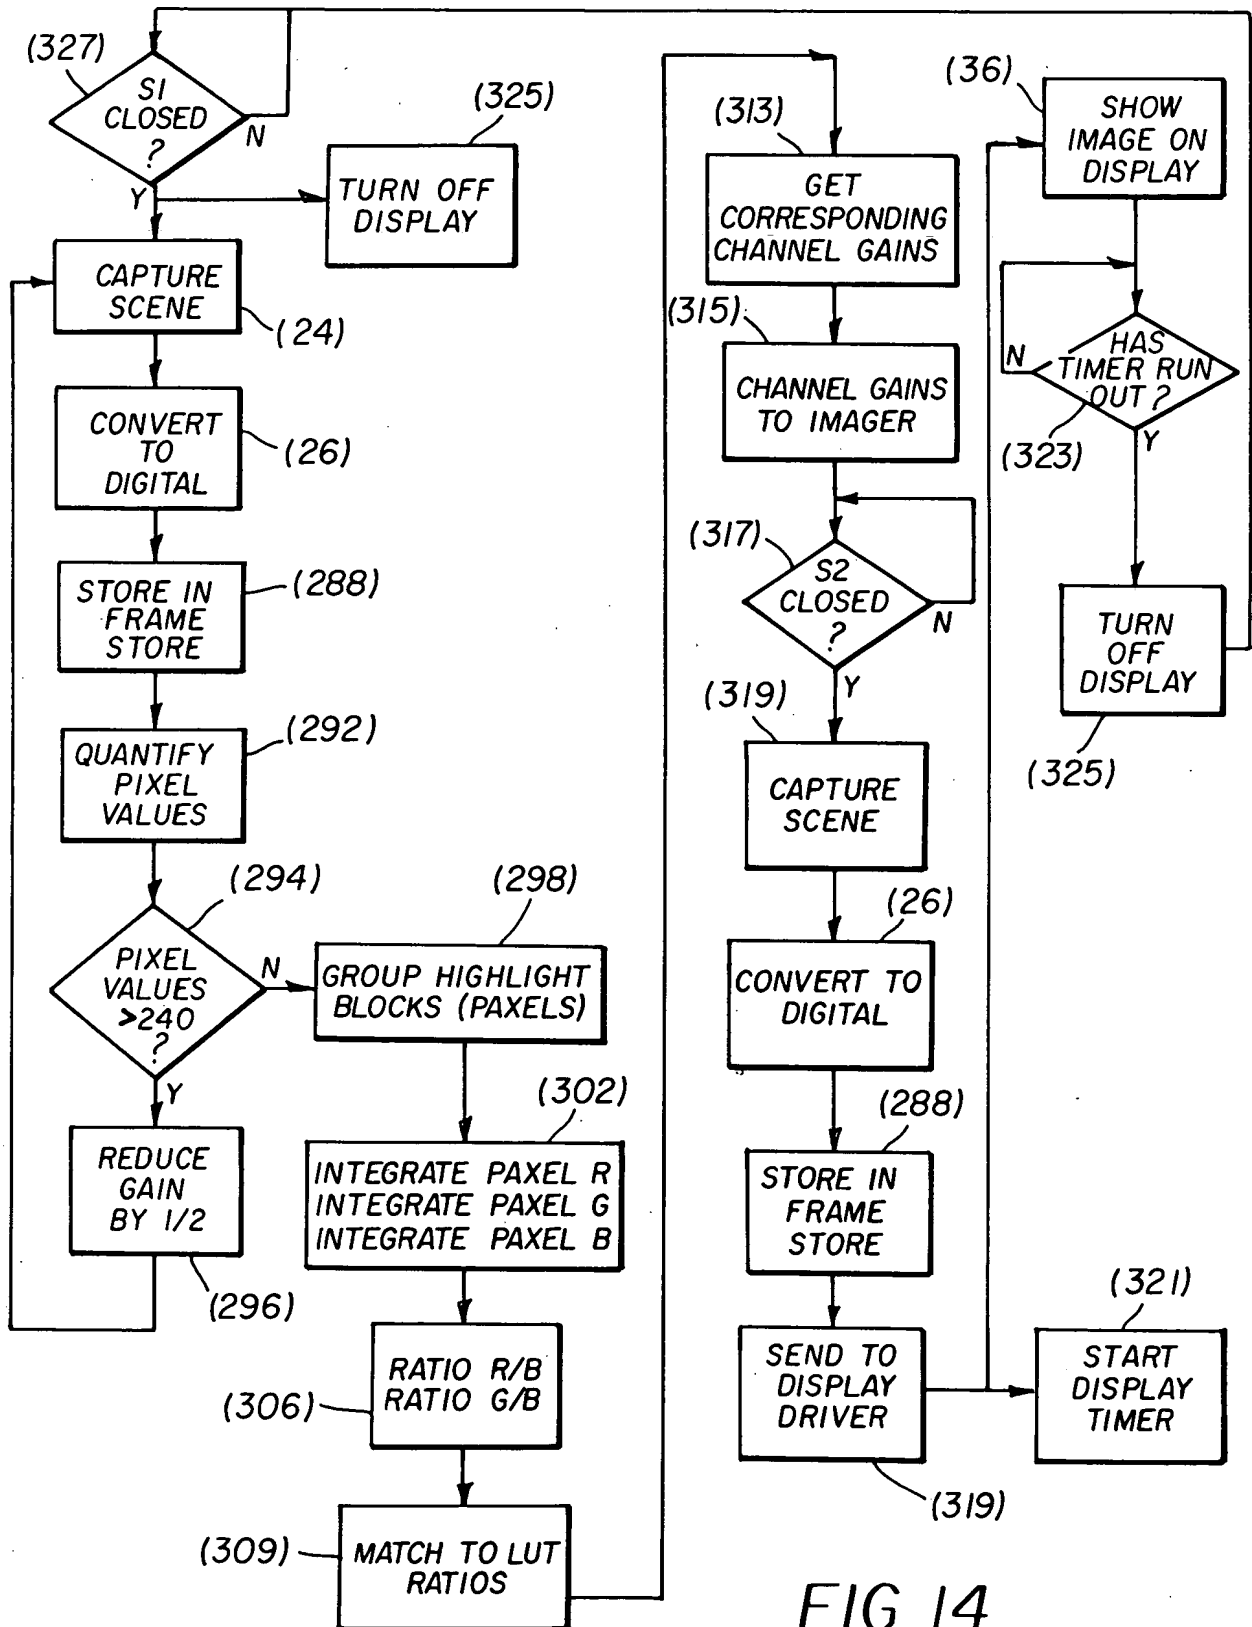 (327)
S1
CLOSED
?
N
Y
(325)
TURN OFF
DISPLAY
CAPTURE
SCENE
(24)
CONVERT
TO
DIGITAL
(26)
STORE IN
FRAME
STORE
(288)
QUANTIFY
PIXEL
VALUES
(292)
(294)
PIXEL
VALUES
>240
?
N
Y
REDUCE
GAIN
BY 1/2
(296)
(298)
GROUP HIGHLIGHT
BLOCKS (PAXELS)
(302)
INTEGRATE PAXEL R
INTEGRATE PAXEL G
INTEGRATE PAXEL B
RATIO R/B
RATIO G/B
(306)
MATCH TO LUT
RATIOS
(309)
(313)
GET
CORRESPONDING
CHANNEL GAINS
(315)
CHANNEL GAINS
TO IMAGER
(317)
S2
CLOSED
?
N
Y
(319)
CAPTURE
SCENE
(26)
CONVERT TO
DIGITAL
(288)
STORE IN
FRAME
STORE
SEND TO
DISPLAY
DRIVER
(319)
(321)
START
DISPLAY
TIMER
(36)
SHOW
IMAGE ON
DISPLAY
HAS
TIMER RUN
OUT?
N
Y
(323)
TURN
OFF
DISPLAY
(325)
FIG 14